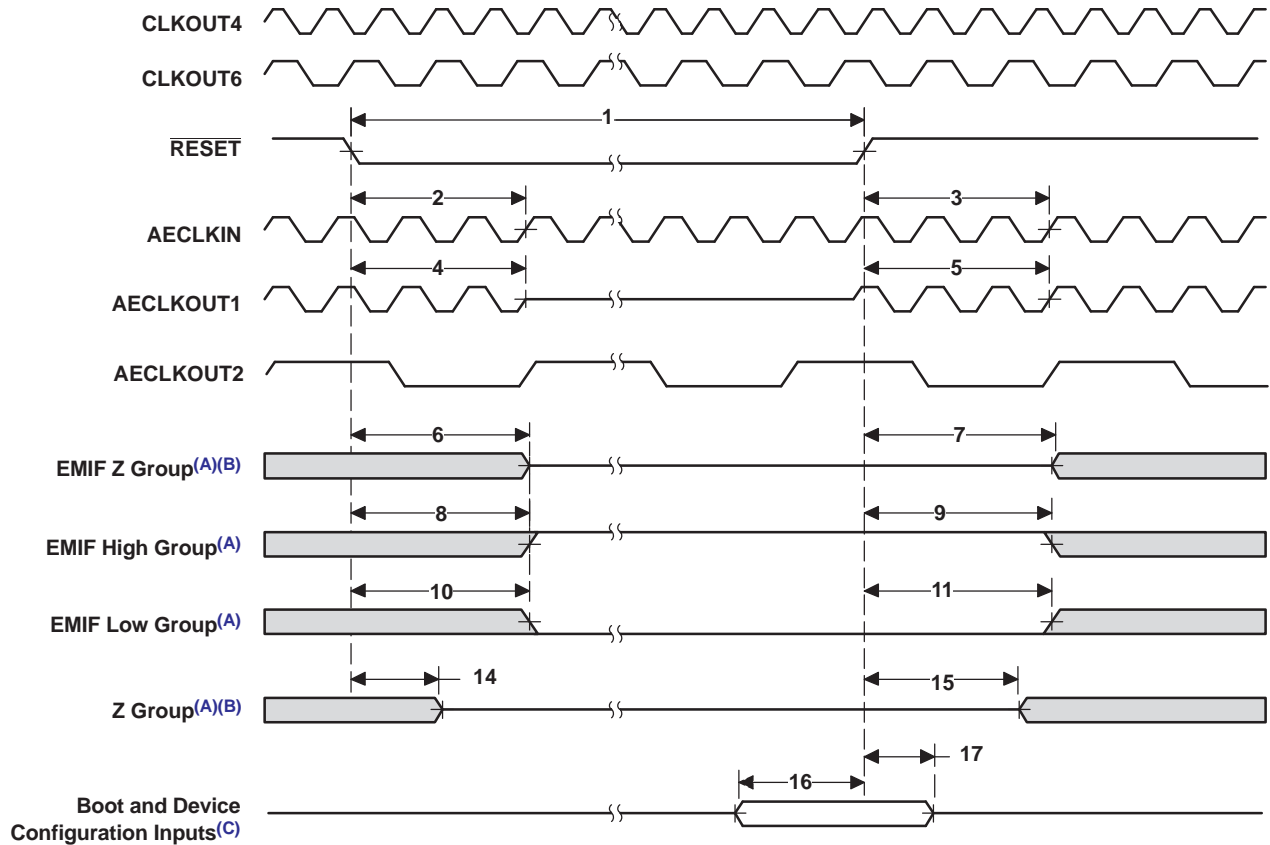 CLKOUT4
CLKOUT6
1
RESET
2
3
AECLKIN
4
5
AECLKOUT1
AECLKOUT2
6
7
EMIF Z Group(A)(B)
8
9
EMIF High Group(A)
10
11
EMIF Low Group(A)
14
15
Z Group(A)(B)
17
16
Boot and Device
Configuration Inputs(C)